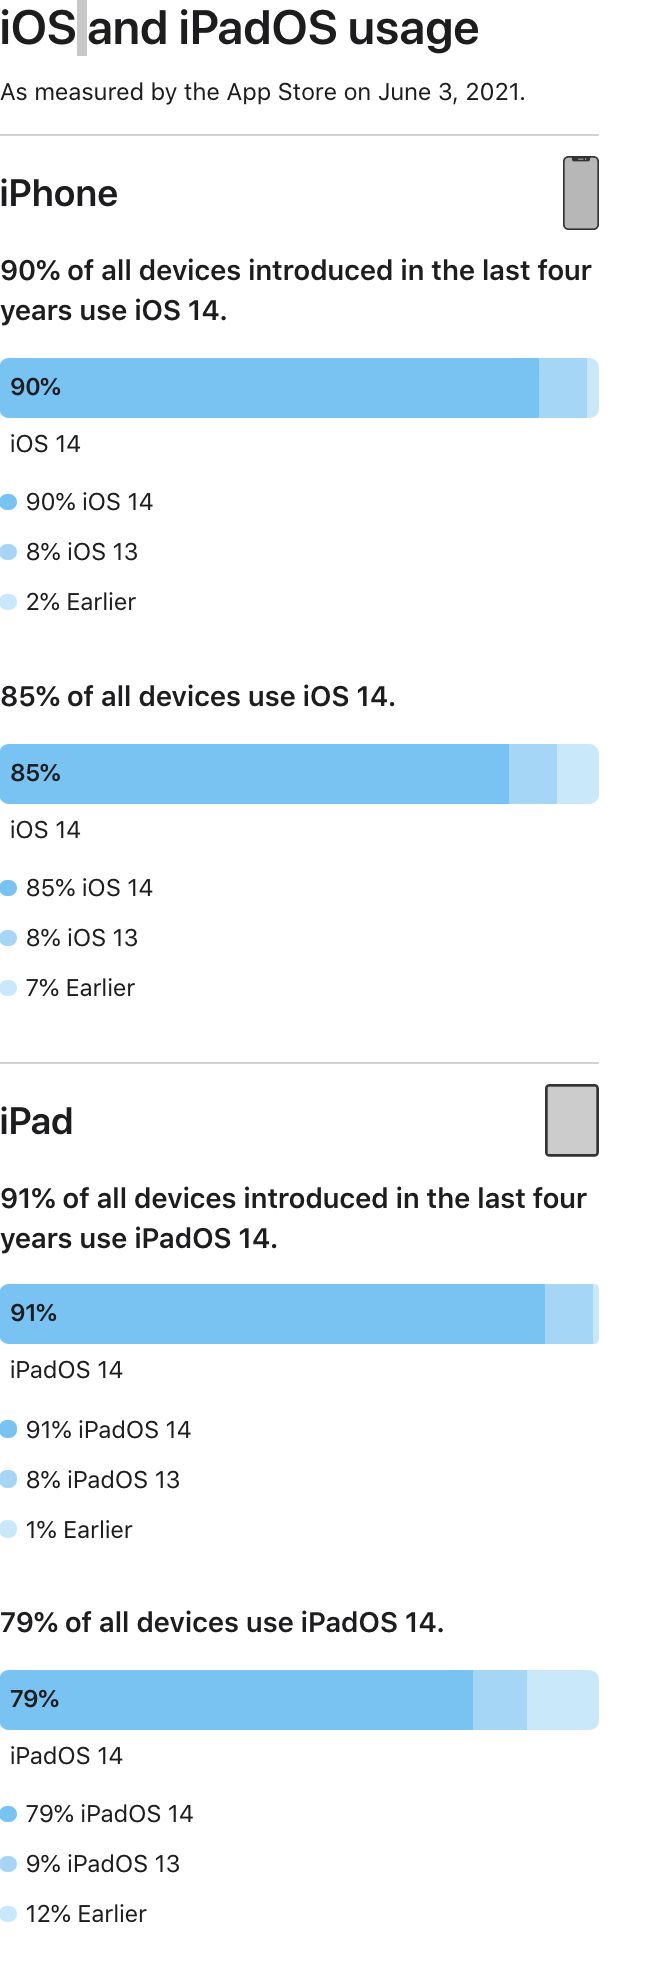 iOS and iPadOS usage
As measured by the App Store on June 3, 2021.
iPhone
90% of all devices introduced in the last four
years use iOS 14.
90%
iOS 14
90% iOS 14
8% iOS 13
2% Earlier
85% of all devices use iOS 14.
85%
iOS 14
85% iOS 14
8% iOS 13
7% Earlier
iPad
91% of all devices introduced in the last four
years use iPadOS 14.
91%
iPadOS 14
91% iPadOS 14
8% iPadOS 13
1% Earlier
79% of all devices use iPadOS 14.
79%
iPadOS 14
79% iPadOS 14
9% iPadOS 13
12% Earlier